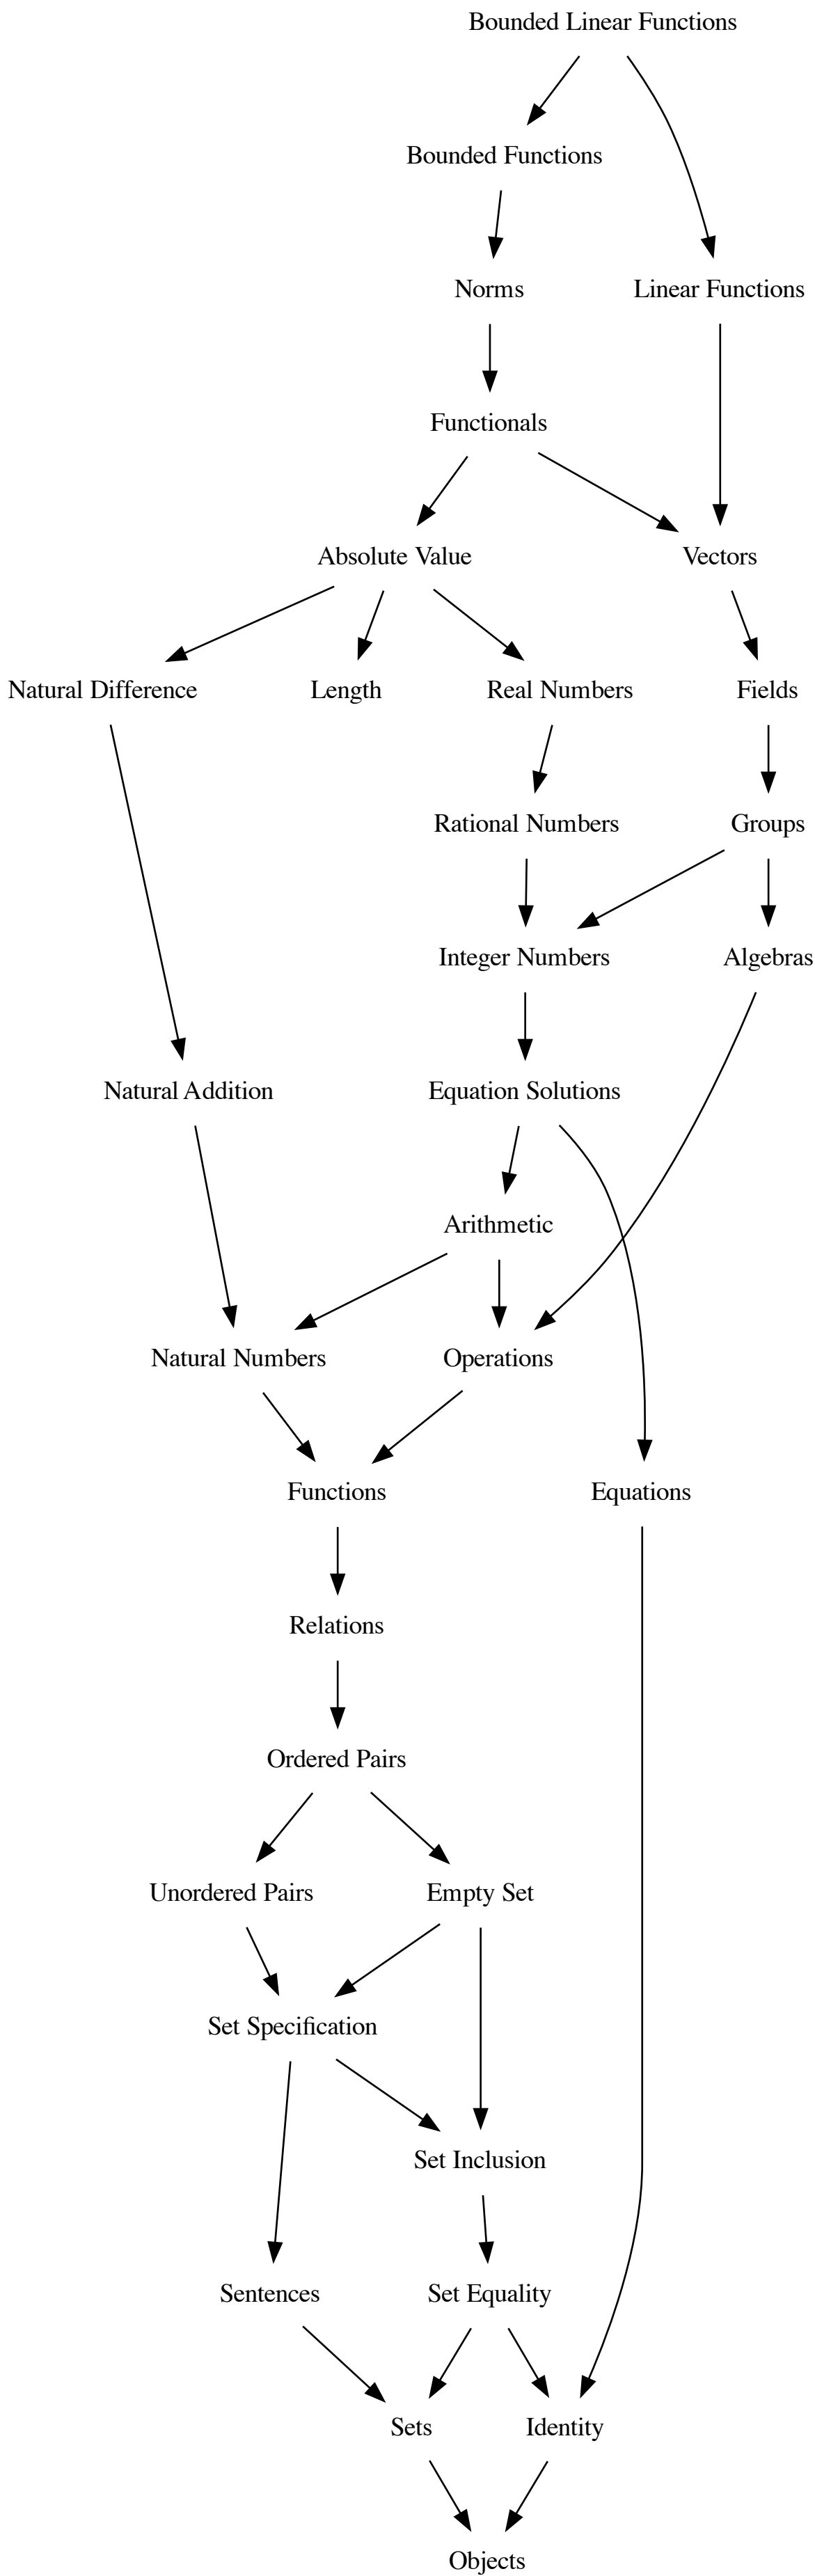 Bounded Linear Functions
Bounded Functions
Norms
Linear Functions
Functionals
Absolute Value
Vectors
Natural Difference
Length
Real Numbers
Fields
Rational Numbers
Groups
Integer Numbers
Algebras
Natural Addition
Equation Solutions
Arithmetic
Natural Numbers
Operations
Functions
Equations
Relations
Ordered Pairs
Unordered Pairs
Empty Set
Set Specification
Set Inclusion
Sentences
Set Equality
Sets
Identity
Objects